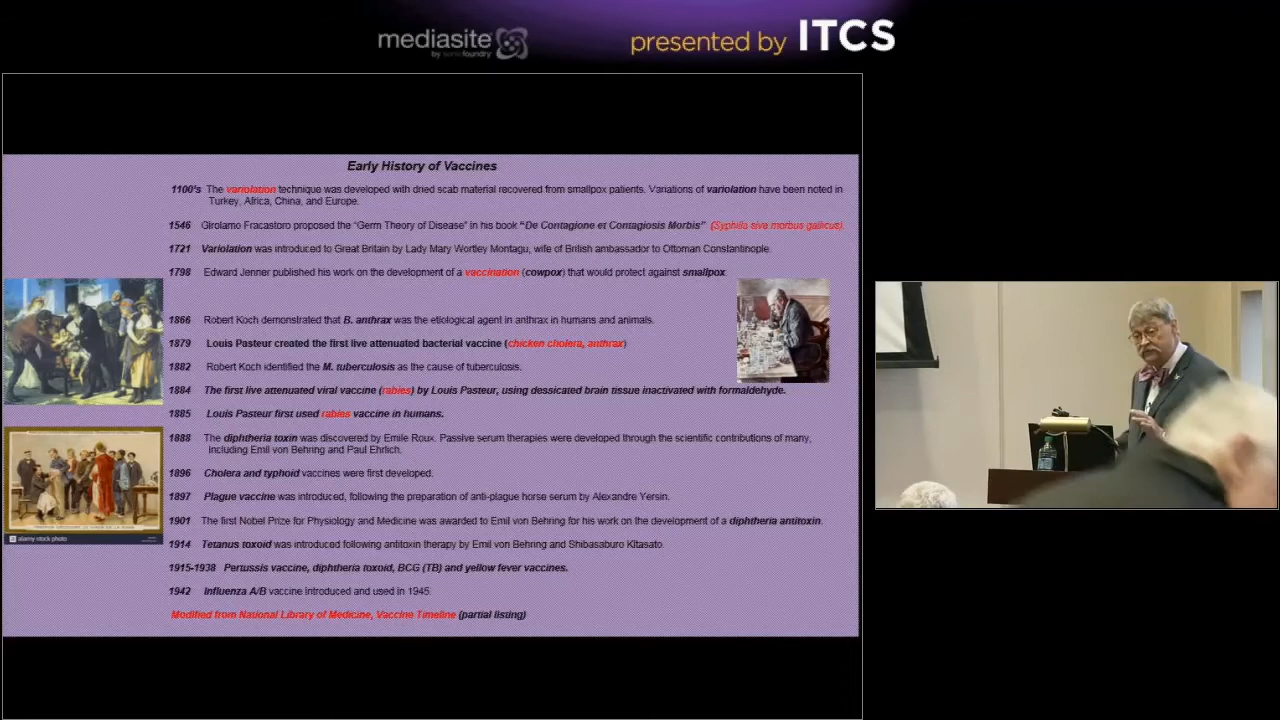 mediasite
by sonicfoundry
presented by ITCS
Early History of Vaccines
1100's The variolation technique was developed with dried scab material recovered from smallpox patients. Variations of variolation have been noted in
Turkey, Africa, China, and Europe.
1546 Girolamo Fracastoro proposed the "Germ Theory of Disease" in his book "De Contagione et Contagiosis Morbis" (Syphilis sive morbus gallicus)
1721 Variolation was introduced to Great Britain by Lady Mary Wortley Montagu, wife of British ambassador to Ottoman Constantinople.
1798 Edward Jenner published his work on the development of a vaccination (cowpox) that would protect against smallpox
1866 Robert Koch demonstrated that B. anthrax was the etiological agent in anthrax in humans and animals.
1879 Louis Pasteur created the first live attenuated bacterial vaccine (chicken cholera, anthrax)
1882 Robert Koch identified the M. tuberculosis as the cause of tuberculosis.
1884 The first live attenuated viral vaccine (rabies) by Louis Pasteur, using dessicated brain tissue inactivated with formaldehyde.
1885 Louis Pasteur first used rabies vaccine in humans.
1888 The diphtheria toxin was discovered by Emile Roux. Passive serum therapies were developed through the scientific contributions of many,
including Emil von Behring and Paul Ehrlich.
1896 Cholera and typhoid vaccines were first developed.
1897 Plague vaccine was introduced, following the preparation of anti-plague horse serum by Alexandre Yersin.
1901 The first Nobel Prize for Physiology and Medicine was awarded to Emil von Behring for his work on the development of a diphtheria antitoxin.
1914 Tetanus toxoid was introduced following antitoxin therapy by Emil von Behring and Shibasaburo Kitasato.
1915-1938 Pertussis vaccine, diphtheria toxoid, BCG (TB) and yellow fever vaccines.
1942 Influenza A/B vaccine introduced and used in 1945.
Modified from National Library of Medicine, Vaccine Timeline (partial listing)
alamy stock photo